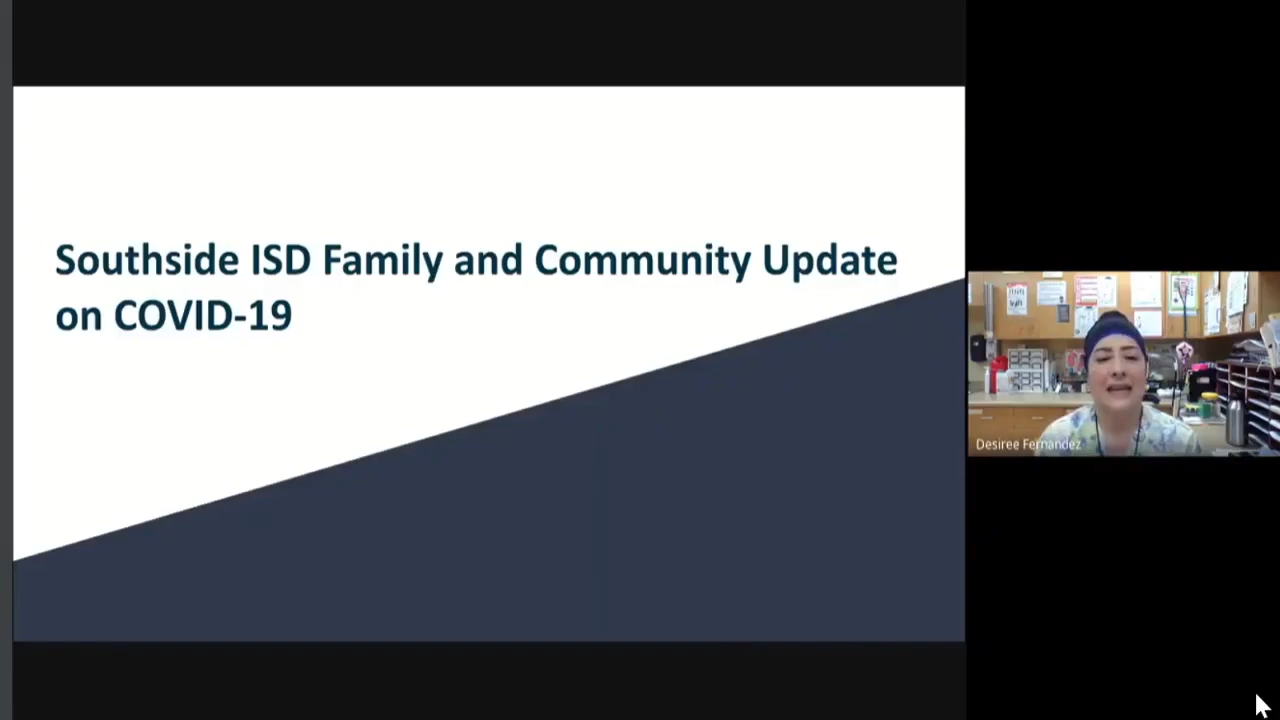 Southside ISD Family and Community Update
on COVID-19
Desiree Fernandez